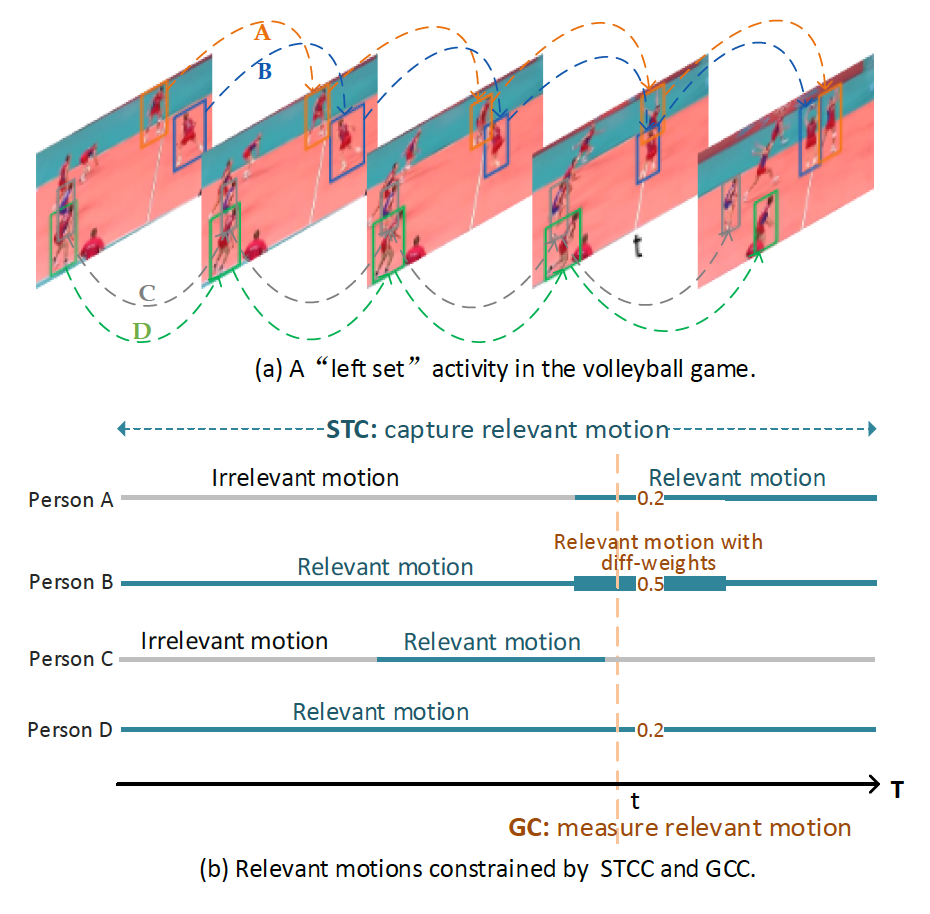 A
B
C
D
t
(a) A “left set” activity in the volleyball game.
STC: capture relevant motion
Irrelevant motion
Relevant motion
Person A
0.2
Relevant motion with
diff-weights
Relevant motion
Person B
0.5
Irrelevant motion
Relevant motion
Person C
Relevant motion
Person D
0.2
T
t
GC: measure relevant motion
(b) Relevant motions constrained by STCC and GCC.